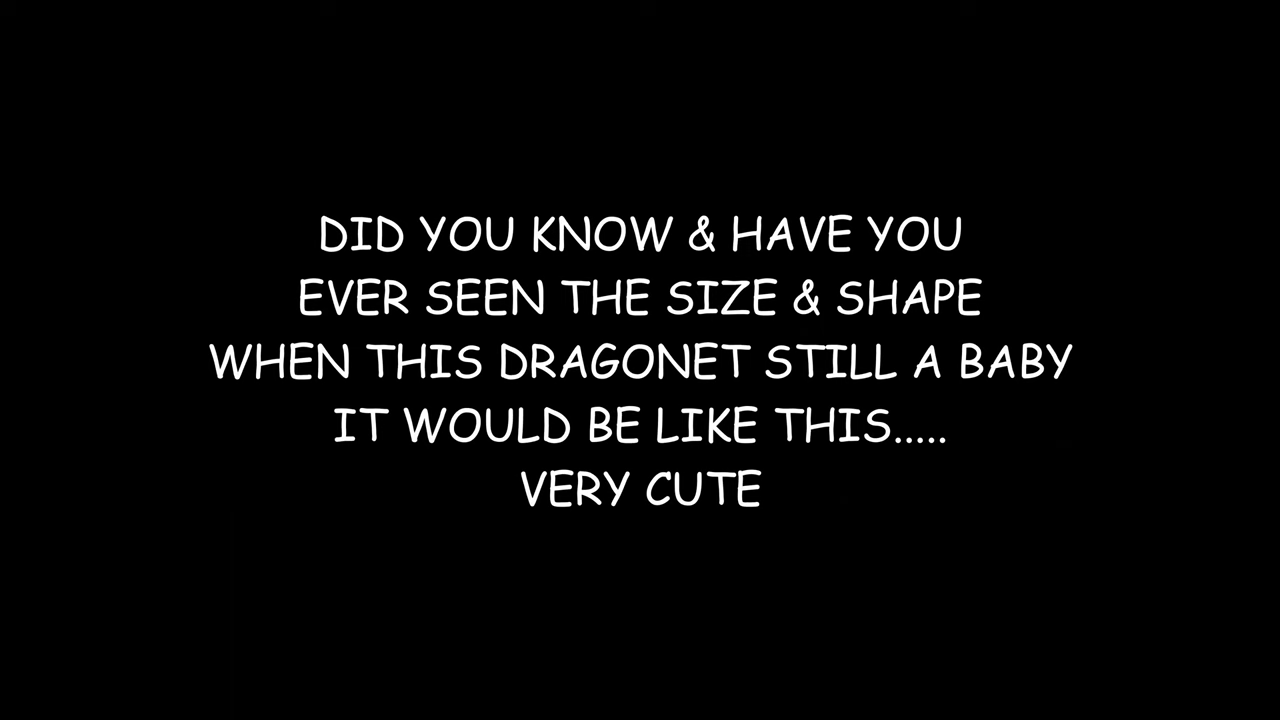 DID YOU KNOW & HAVE YOU
EVER SEEN THE SIZE & SHAPE
WHEN THIS DRAGONET STILL A BABY
IT WOULD BE LIKE THIS.....
VERY CUTE